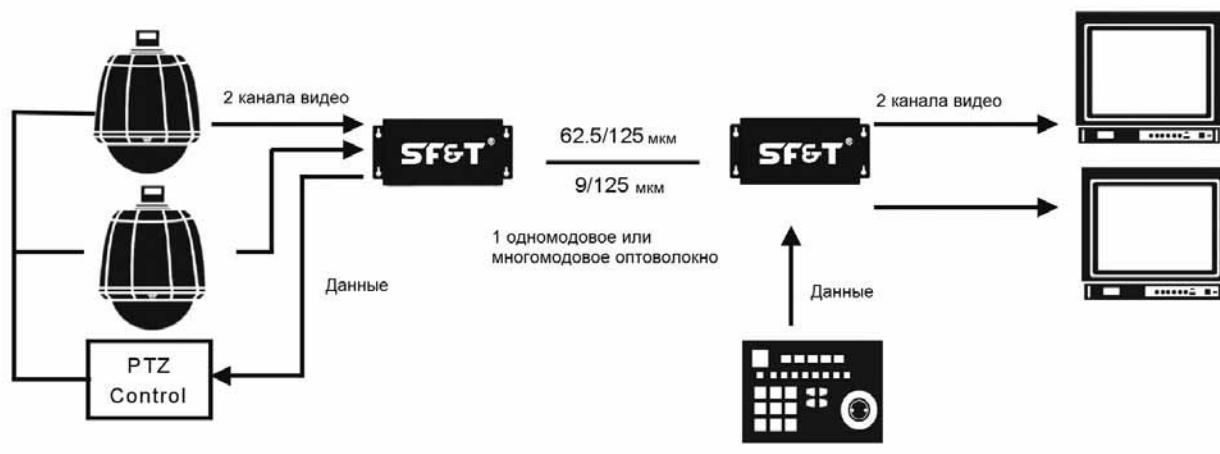 2 канала видео
2 канала видео
SF&T®
62.5/125 мкм
SF&T®
9/125 мкм
1 одномодовое или
многомодовое оптоволокно
Данные
Данные
PTZ
Control